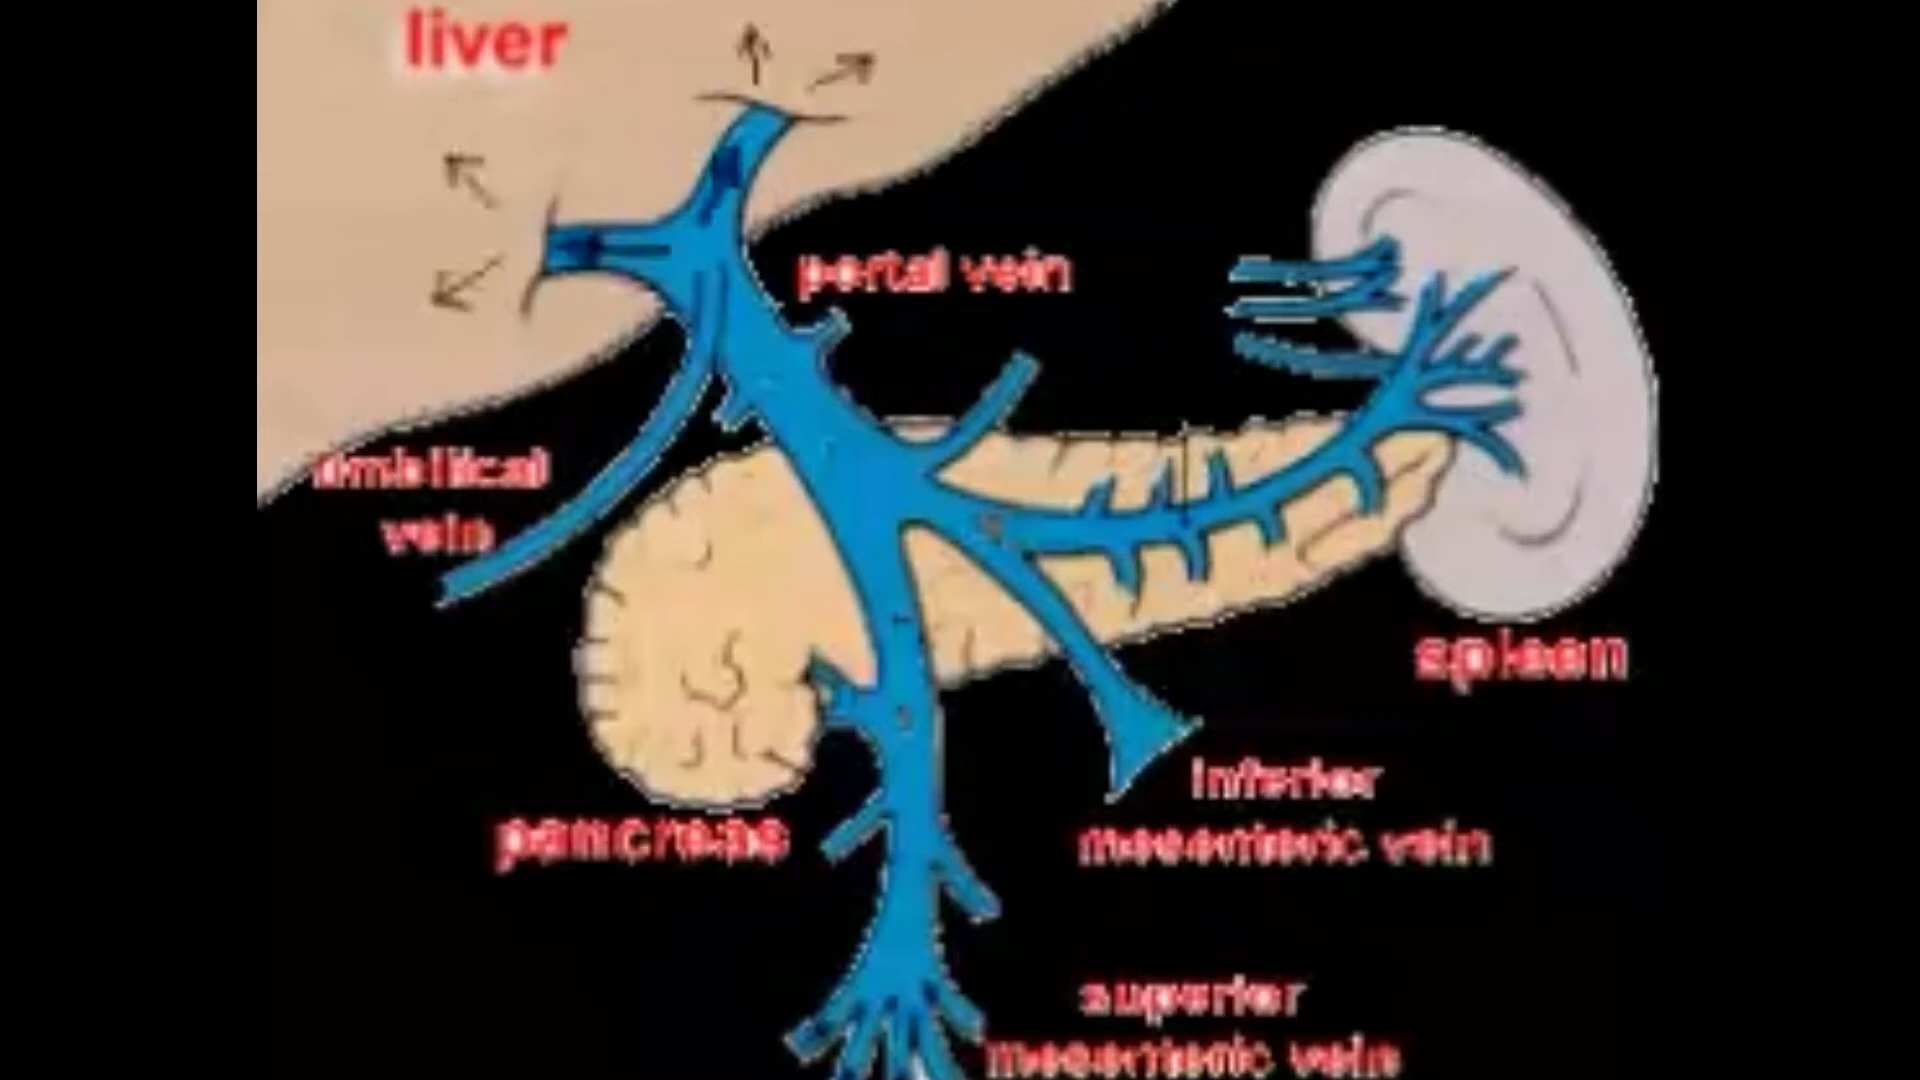 liver
portal vein
umbilical
vein
spleen
inferior
mesenteric vein
pancreas
superior
mesenteric vein